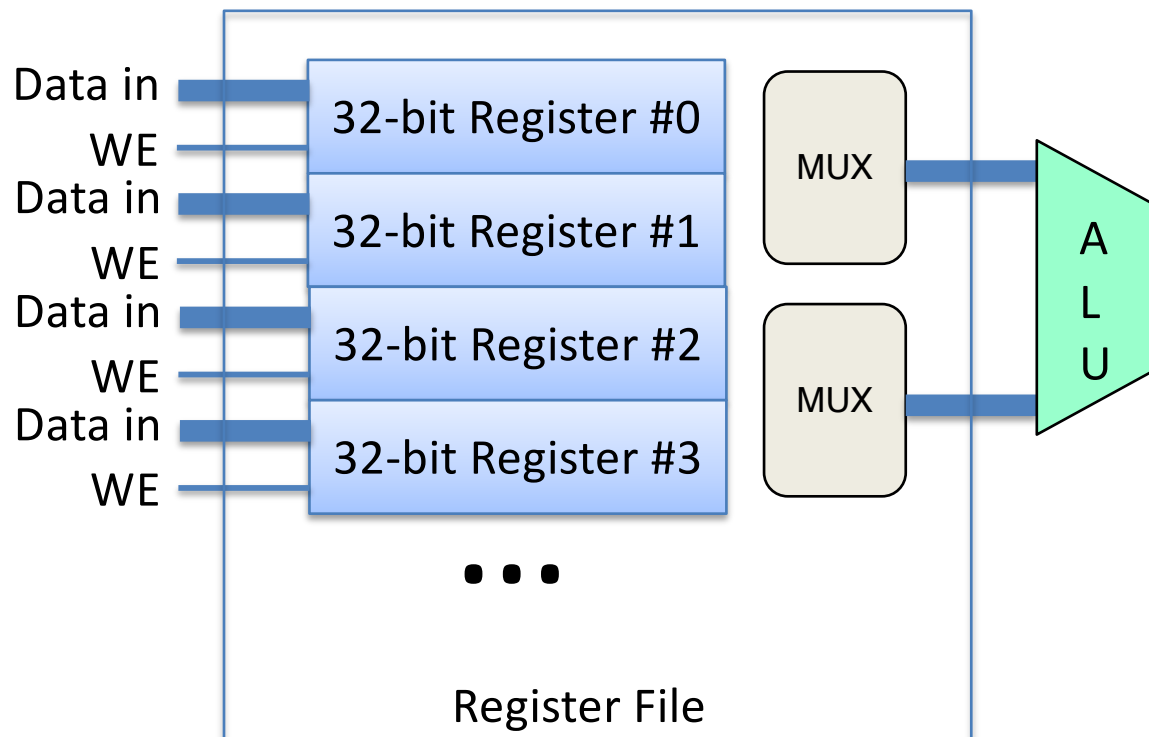 Data in
32-bit Register #0
WE
Data in
32-bit Register #1
WE
Data in
32-bit Register #2
WE
Data in
32-bit Register #3
WE
MUX
MUX
A
L
U
...
Register File